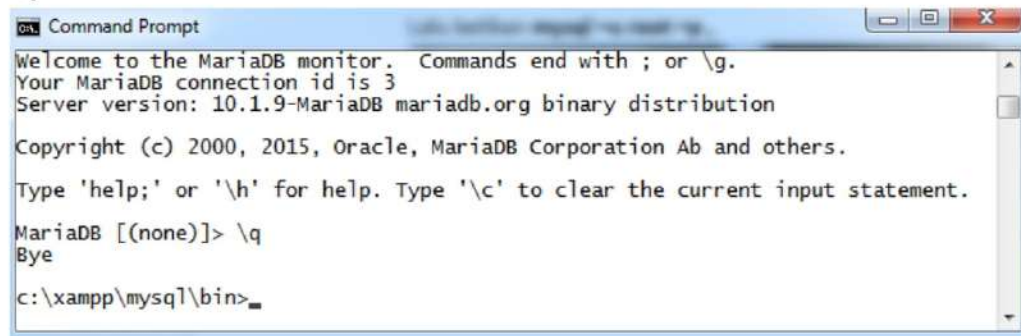 Command Prompt
Welcome to the MariaDB monitor.  Commands end with ; or \g.
Your MariaDB connection id is 3
Server version: 10.1.9-MariaDB mariadb.org binary distribution
Copyright (c) 2000, 2015, Oracle, MariaDB Corporation Ab and others.
Type 'help;' or '\h' for help. Type '\c' to clear the current input statement.
MariaDB [(none)]> \q
Bye
c:\xampp\mysql\bin>_